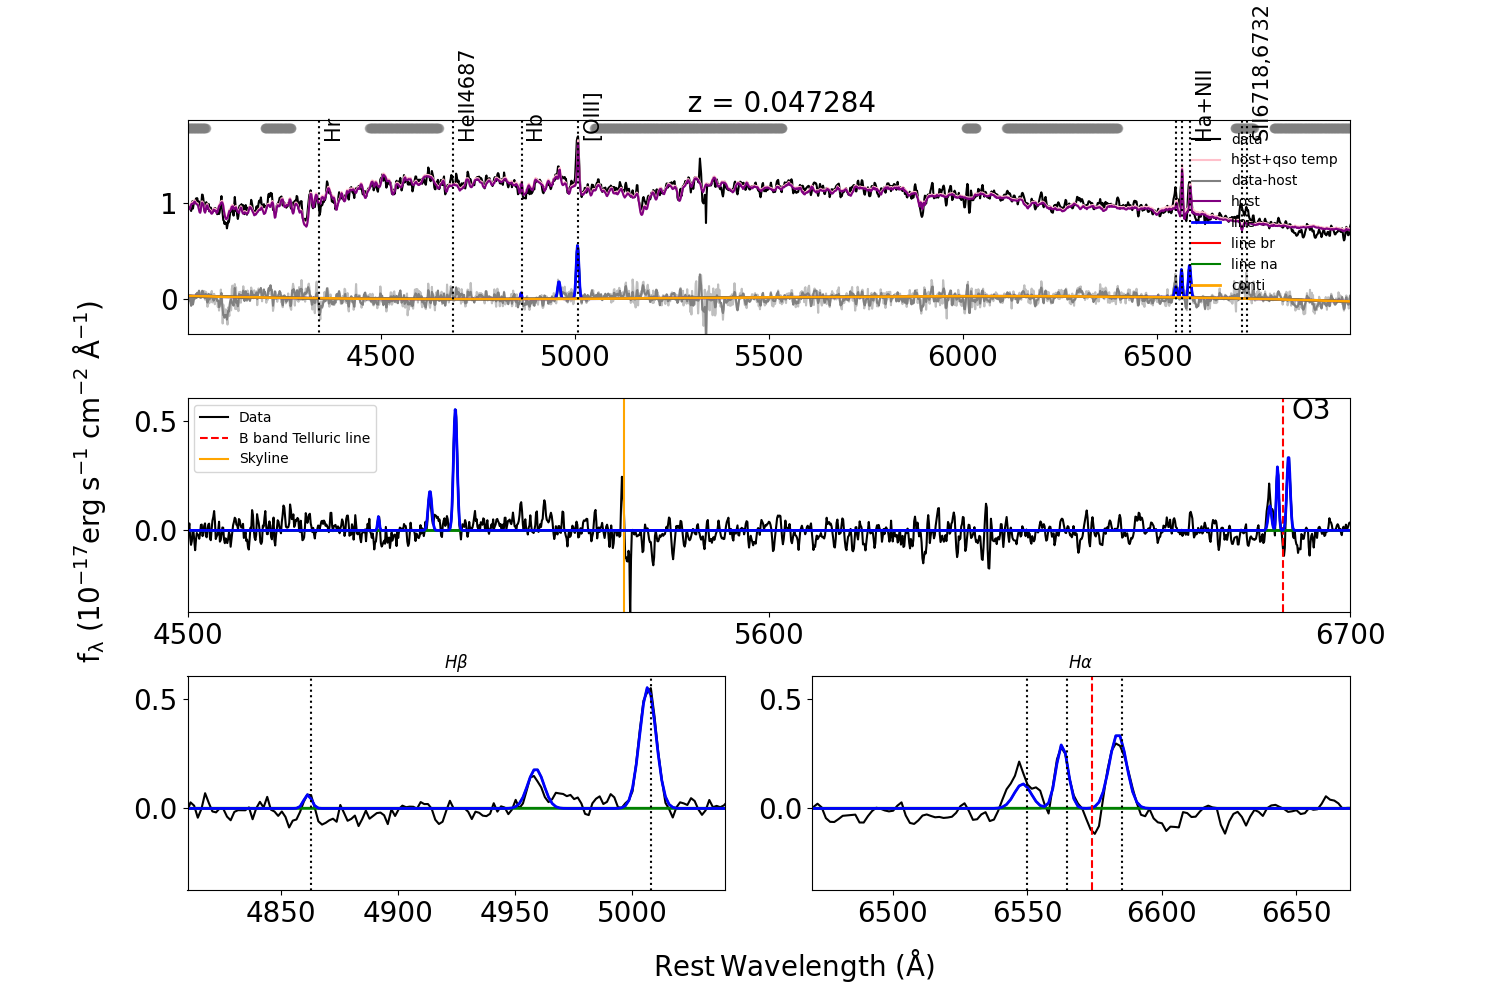 z = 0.047284
Hr
HeII4687
Hb
[OIII]
Ha+NII
SII6718,6732
data
host+qso temp
data-host
host
line
line br
line na
conti
1
0
4500
5000
5500
6000
6500
Data
B band Telluric line
Skyline
O3
0.5
0.0
4500
5600
6700
fλ (10⁻¹⁷erg s⁻¹ cm⁻² Å⁻¹)
Hβ
0.5
0.0
4850
4900
4950
5000
Hα
0.5
0.0
6500
6550
6600
6650
Rest Wavelength (Å)